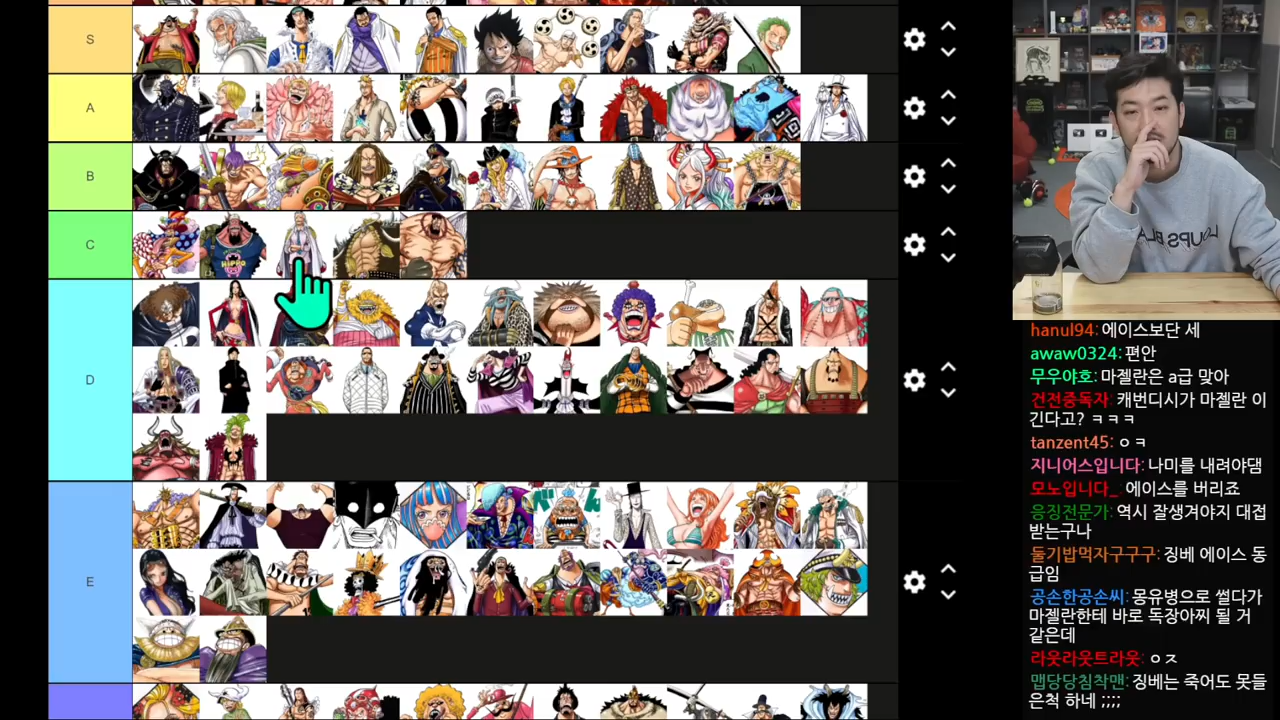 S
A
B
C
D
E
HIPPO
LOUPS BLA
hanul94: 에이스보단 세
awaw0324: 편안
무우야호: 마젤란은 a급 맞아
건전중독자: 캐번디시가 마젤란 이
긴다고? ㅋㅋㅋ
tanzent45: ㅇㅋ
지니어스입니다: 나미를 내려야댐
모노입니다_: 에이스를 버리죠
응징전문가: 역시 잘생겨야지 대접
받는구나
둘기밥먹자구구구: 징베 에이스 동
급임
공손한공손씨: 몽유병으로 썰다가
마젤란한테 바로 독장아찌 될 거
같은데
라웃라웃트라웃: ㅇㅈ
맵당당침착맨: 징베는 죽어도 못들
은척 하네 ;;;;